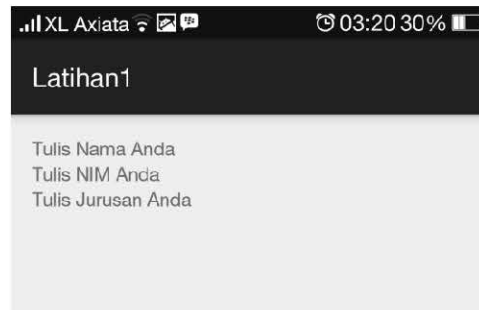 XL Axiata 03:20 30%
Latihan1
Tulis Nama Anda
Tulis NIM Anda
Tulis Jurusan Anda